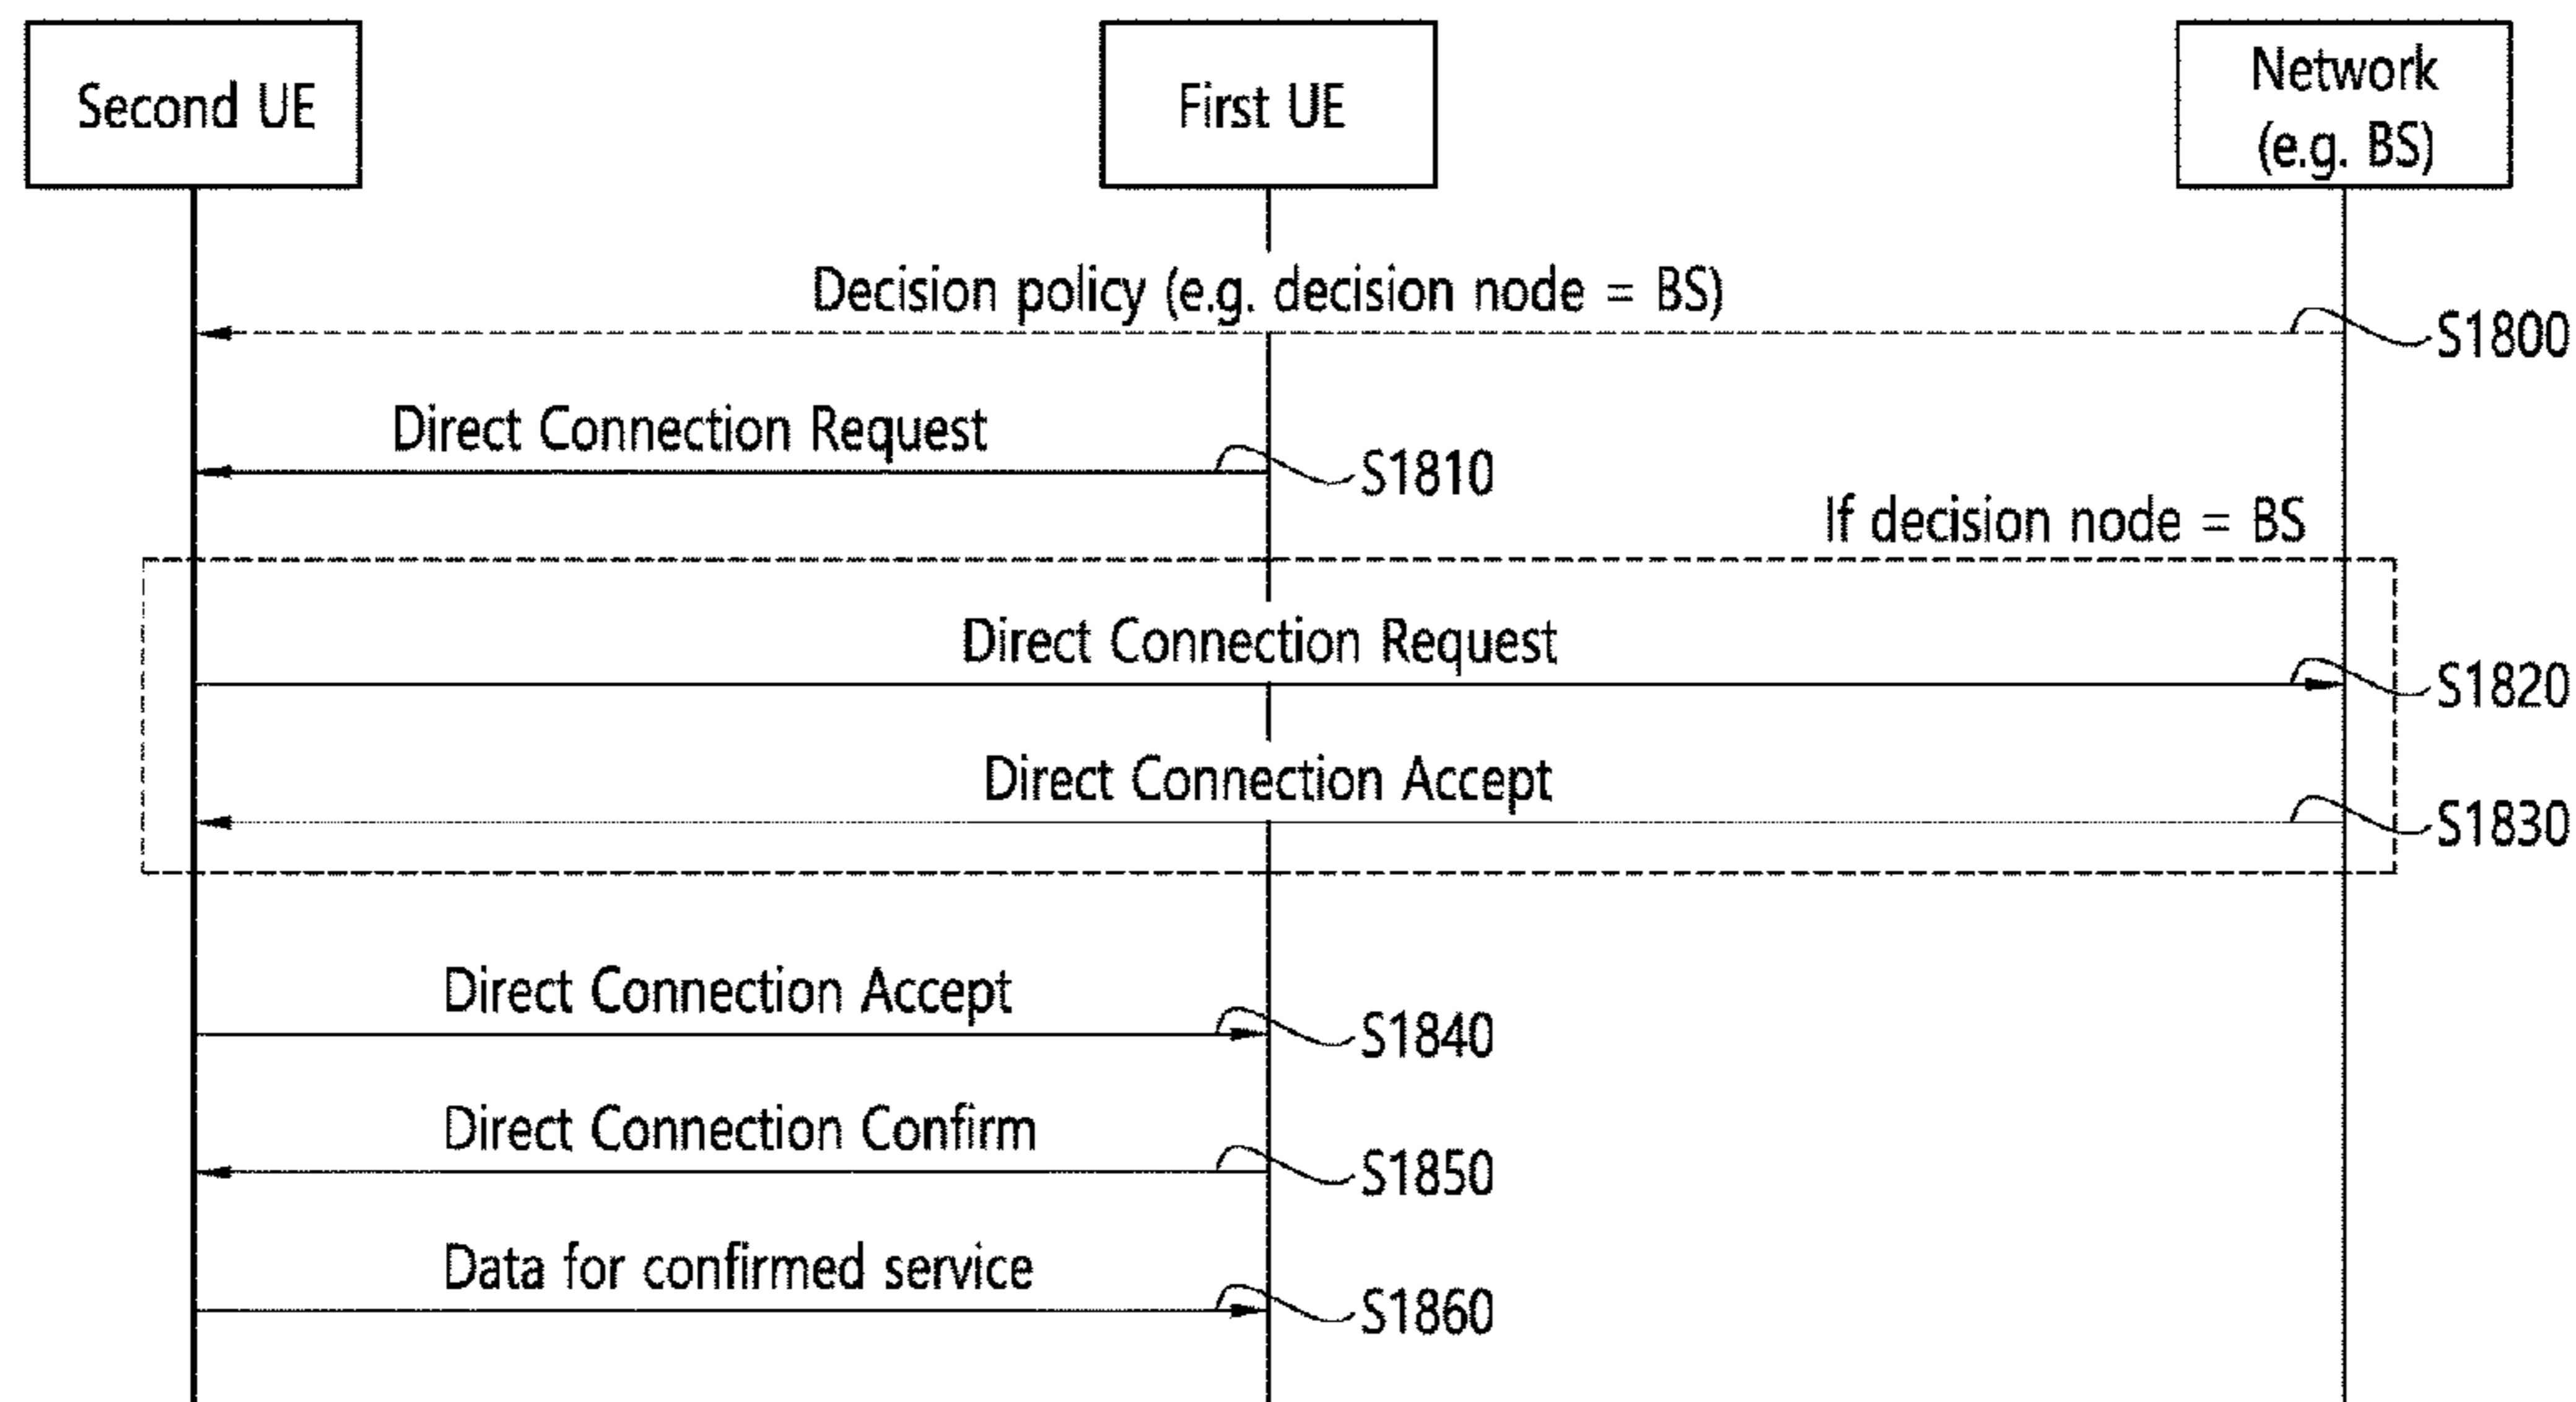 Second UE
First UE
Network
(e.g. BS)
Decision policy (e.g. decision node = BS)
S1800
Direct Connection Request
S1810
If decision node = BS
Direct Connection Request
S1820
Direct Connection Accept
S1830
Direct Connection Accept
S1840
Direct Connection Confirm
S1850
Data for confirmed service
S1860